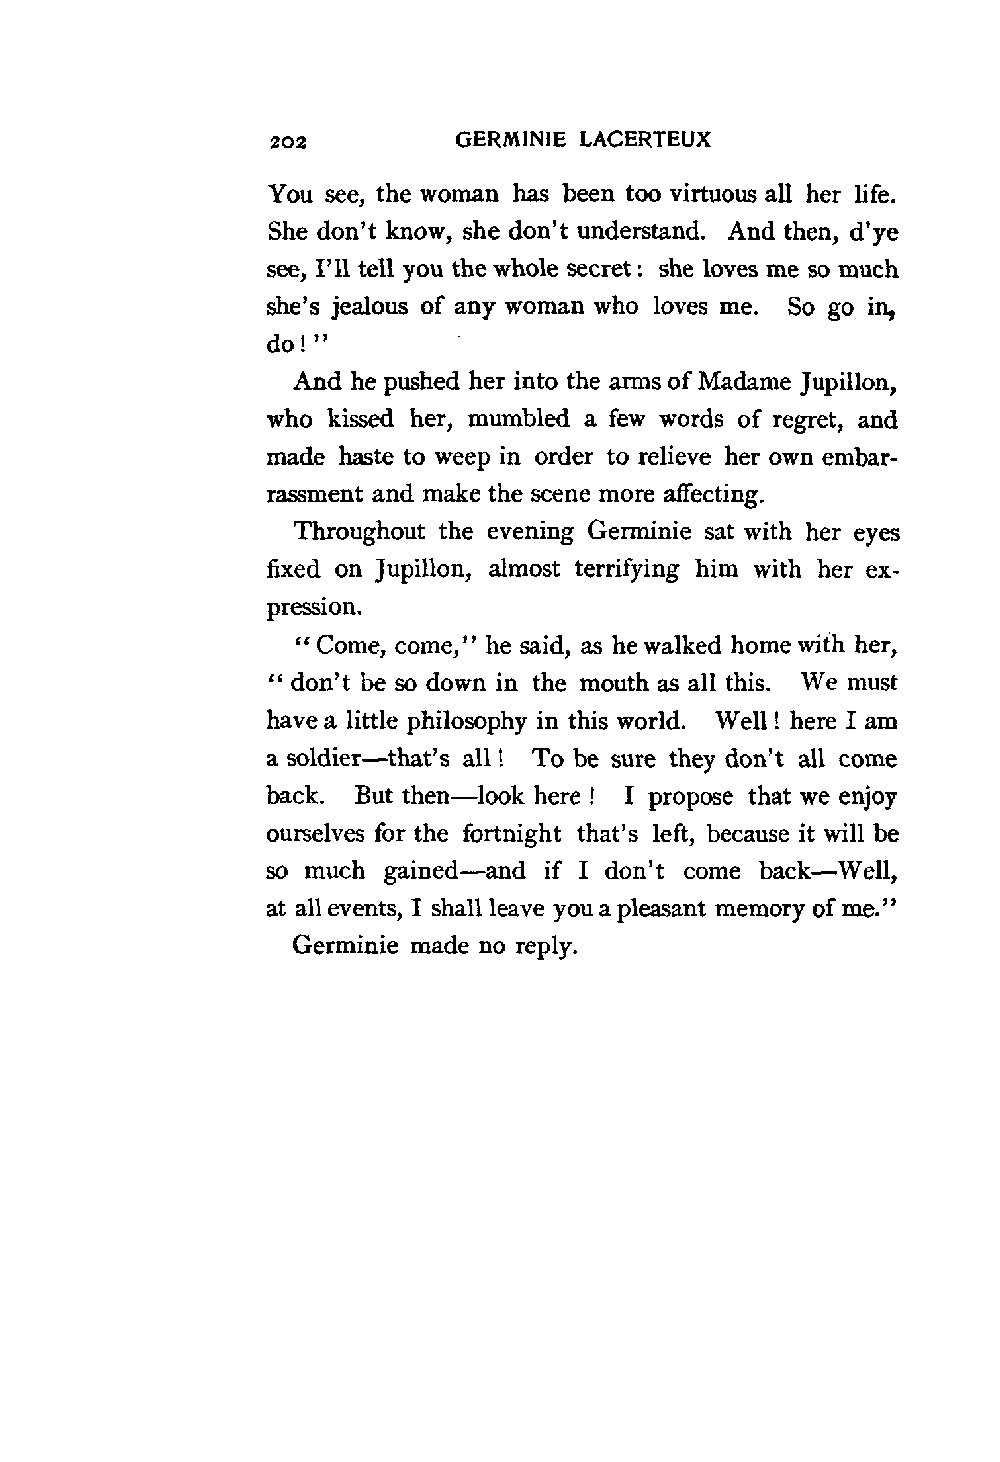 202 GERMINIE LACERTEUX
You see, the woman has been too virtuous all her life.
She don't know, she don't understand. And then, d'ye
see, I'll tell you the whole secret: she loves me so much
she's jealous of any woman who loves me. So go in,
do!"
And he pushed her into the arms of Madame Jupillon,
who kissed her, mumbled a few words of regret, and
made haste to weep in order to relieve her own embar-
rassment and make the scene more affecting.
Throughout the evening Germinie sat with her eyes
fixed on Jupillon, almost terrifying him with her ex-
pression.
"Come, come," he said, as he walked home with her,
"don't be so down in the mouth as all this. We must
have a little philosophy in this world. Well! here I am
a soldier—that's all! To be sure they don't all come
back. But then—look here! I propose that we enjoy
ourselves for the fortnight that's left, because it will be
so much gained—and if I don't come back—Well,
at all events, I shall leave you a pleasant memory of me."
Germinie made no reply.